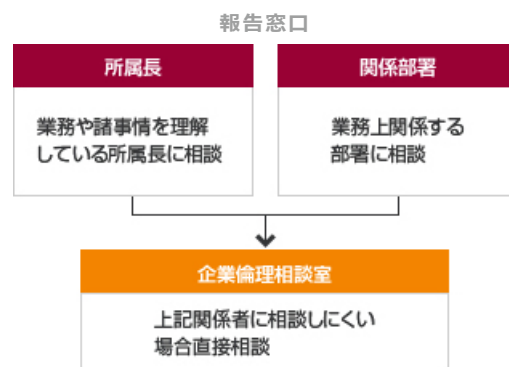 報告窓口
所属長
業務や諸事情を理解
している所属長に相談
関係部署
業務上関係する
部署に相談
企業倫理相談室
上記関係者に相談しにくい
場合直接相談